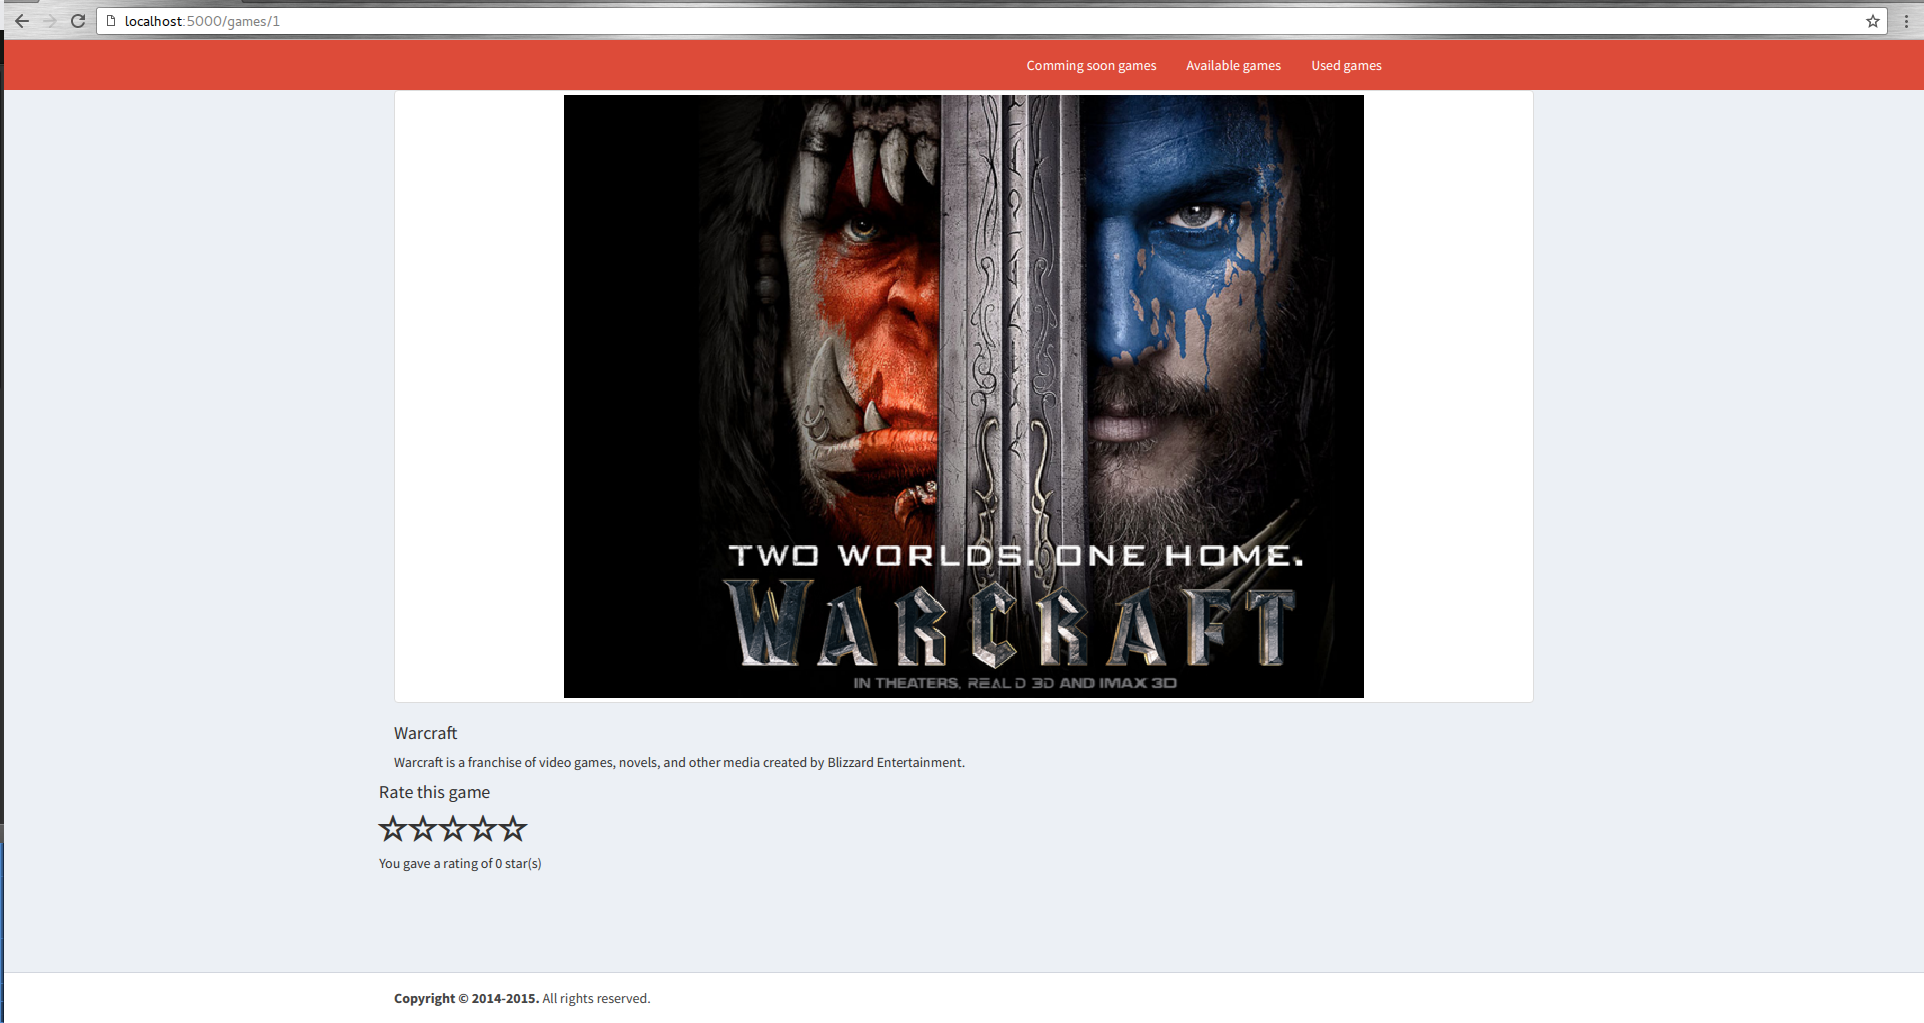 localhost:5000/games/1
Comming soon games Available games Used games
TWO WORLDS. ONE HOME.
WARCRAFT
IN THEATERS, REAL D 3D AND IMAX 3D
Warcraft
Warcraft is a franchise of video games, novels, and other media created by Blizzard Entertainment.
Rate this game
You gave a rating of 0 star(s)
Copyright © 2014-2015. All rights reserved.